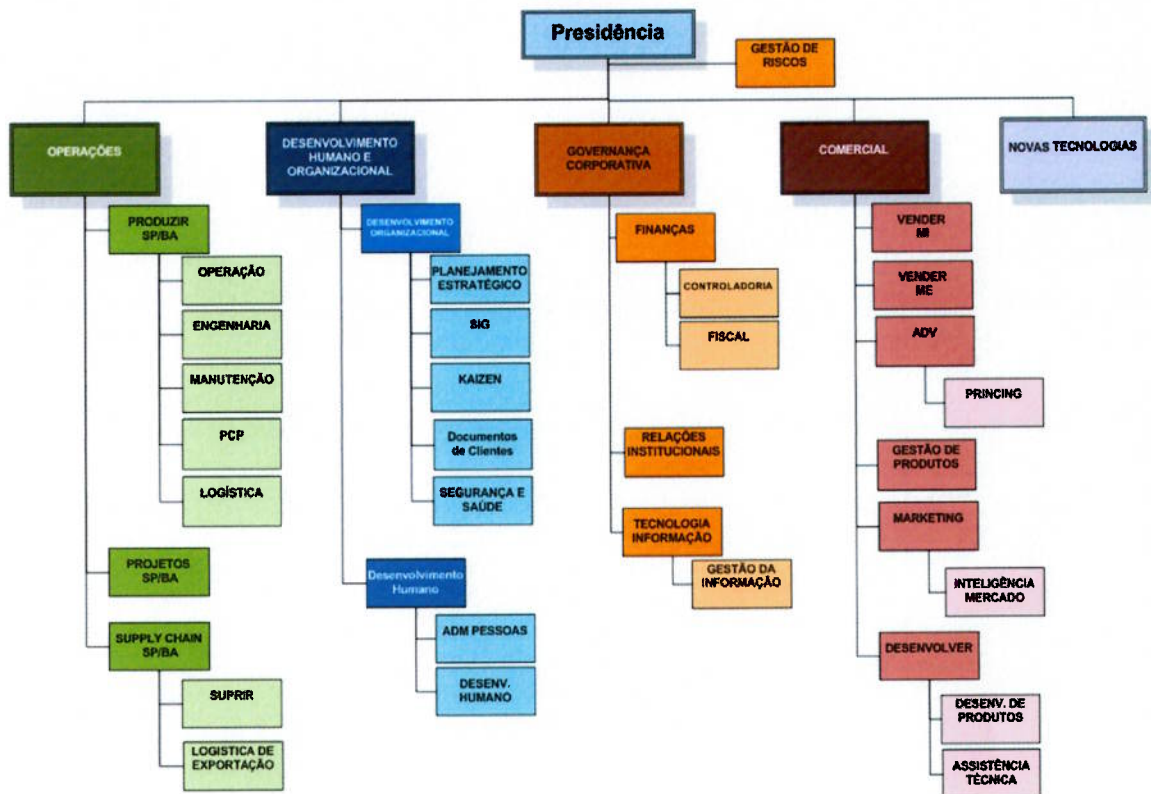 Presidência
GESTÃO DE
RISCOS
OPERAÇÕES
DESENVOLVIMENTO
HUMANO E
ORGANIZACIONAL
GOVERNANÇA
CORPORATIVA
COMERCIAL
NOVAS TECNOLOGIAS
PRODUZIR
SP/BA
OPERAÇÃO
ENGENHARIA
MANUTENÇÃO
PCP
LOGÍSTICA
PROJETOS
SP/BA
SUPPLY CHAIN
SP/BA
SUPRIR
LOGISTICA DE
EXPORTAÇÃO
DESENVOLVIMENTO
ORGANIZACIONAL
PLANEJAMENTO
ESTRATÉGICO
SIG
KAIZEN
Documentos
de Clientes
SEGURANÇA E
SAÚDE
Desenvolvimento
Humano
ADM PESSOAS
DESENV.
HUMANO
FINANÇAS
CONTROLADORIA
FISCAL
RELAÇÕES
INSTITUCIONAIS
TECNOLOGIA
INFORMAÇÃO
GESTÃO DA
INFORMAÇÃO
VENDER
MI
VENDER
ME
ADV
PRINCING
GESTÃO DE
PRODUTOS
MARKETING
INTELIGÊNCIA
MERCADO
DESENVOLVER
DESENV. DE
PRODUTOS
ASSISTÊNCIA
TÉCNICA